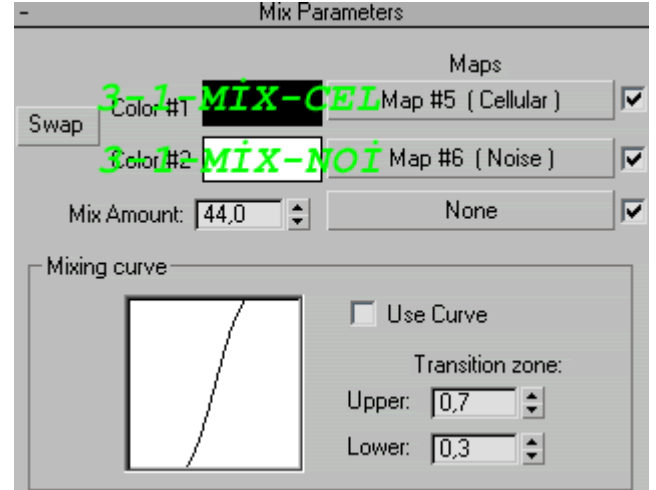 - Mix Parameters
Maps
Color #1 Map #5 ( Cellular )
3-1-MİX-CEL
Swap
Color #2 Map #6 ( Noise )
3-1-MİX-NOİ
Mix Amount: 44,0 None
Mixing curve
Use Curve
Transition zone:
Upper: 0,7
Lower: 0,3